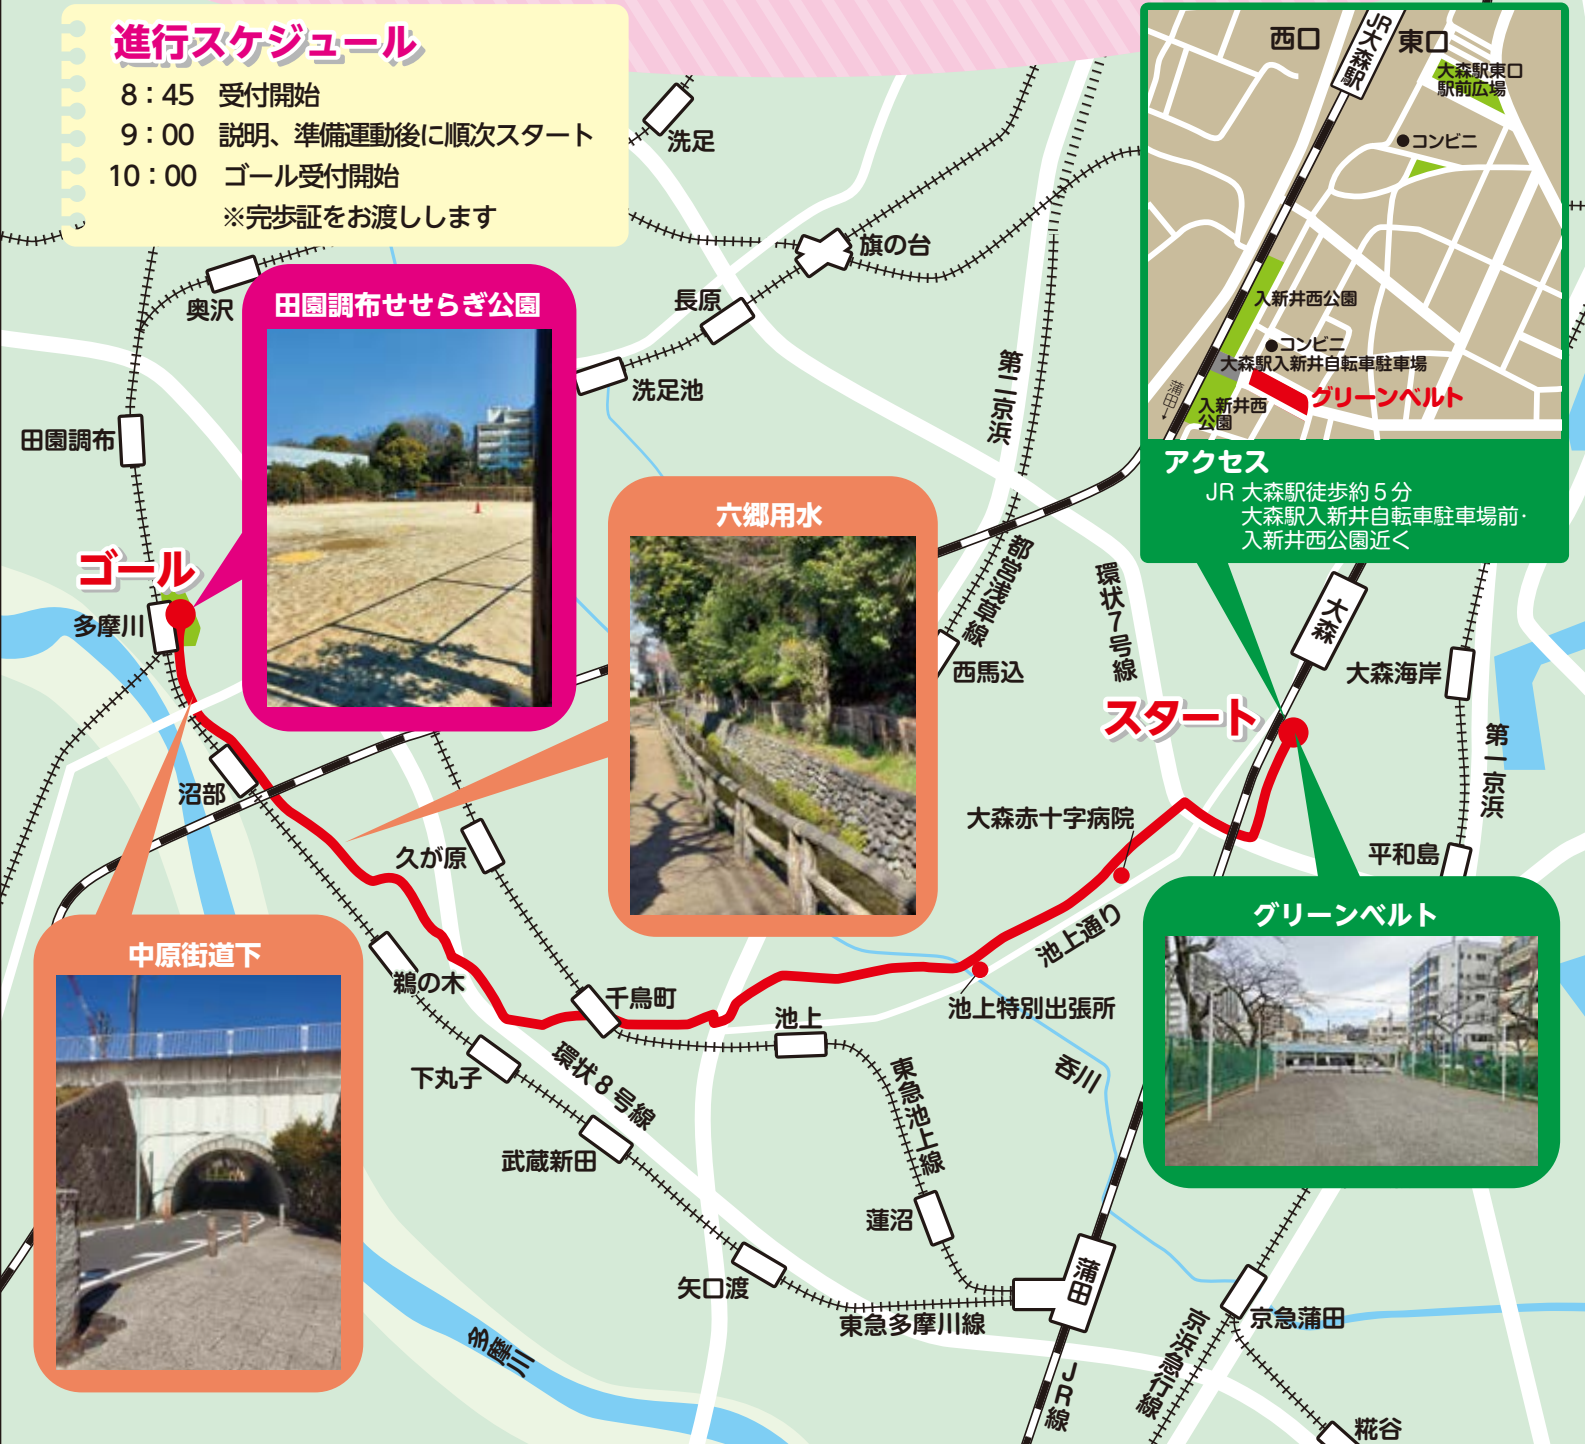 進行スケジュール
8：45 受付開始
9：00 説明、準備運動後に順次スタート
10：00 ゴール受付開始
※完歩証をお渡しします
西口
JR大森駅
東口
大森駅東口
駅前広場
コンビニ
入新井西公園
コンビニ
大森駅入新井自転車駐車場
グリーンベルト
入新井西
公園
蒲田→
アクセス
JR 大森駅徒歩約5分
大森駅入新井自転車駐車場前・
入新井西公園近く
洗足
旗の台
奥沢
長原
洗足池
田園調布
田園調布せせらぎ公園
第二京浜
六郷用水
都営浅草線
環状7号線
西馬込
大森
大森海岸
第一京浜
ゴール
多摩川
スタート
沼部
大森赤十字病院
平和島
久が原
中原街道下
鵜の木
千鳥町
池上
池上通り
池上特別出張所
グリーンベルト
下丸子
環状8号線
呑川
東急池上線
武蔵新田
蓮沼
蒲田
矢口渡
東急多摩川線
京急蒲田
京浜急行線
多摩川
JR線
糀谷